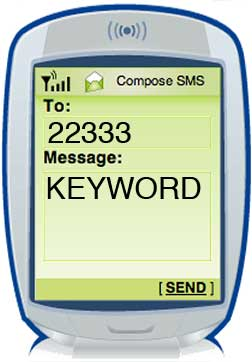 Compose SMS
To:
22333
Message:
KEYWORD
[SEND]